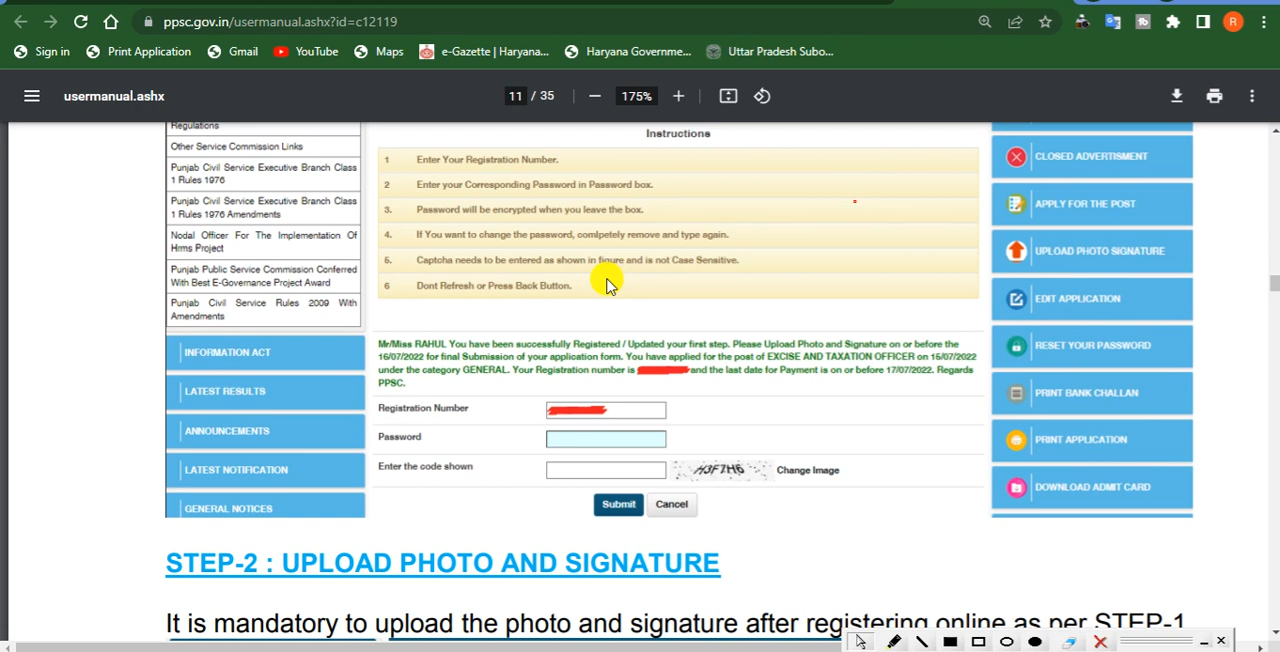 ppsc.gov.in/usermanual.ashx?id=c12119
R
Sign in Print Application Gmail YouTube Maps e-Gazette | Haryana... Haryana Governme... Uttar Pradesh Subo...
usermanual.ashx 11 / 35 175%
Regulations
Other Service Commission Links
Punjab Civil Service Executive Branch Class
1 Rules 1976
Punjab Civil Service Executive Branch Class
1 Rules 1976 Amendments
Nodal Officer For The Implementation Of
Hrms Project
Punjab Public Service Commission Conferred
With Best E-Governance Project Award
Punjab Civil Service Rules 2009 With
Amendments
INFORMATION ACT
LATEST RESULTS
ANNOUNCEMENTS
LATEST NOTIFICATION
GENERAL NOTICES
Instructions
1 Enter Your Registration Number.
2 Enter your Corresponding Password in Password box.
3. Password will be encrypted when you leave the box.
4. If You want to change the password, comlpetely remove and type again.
5. Captcha needs to be entered as shown in figure and is not Case Sensitive.
6 Dont Refresh or Press Back Button.
Mr/Miss RAHUL You have been successfully Registered / Updated your first step. Please Upload Photo and Signature on or before the
16/07/2022 for final Submission of your application form. You have applied for the post of EXCISE AND TAXATION OFFICER on 15/07/2022
under the category GENERAL. Your Registration number is and the last date for Payment is on or before 17/07/2022. Regards
PPSC.
Registration Number
Password
Enter the code shown H3F7H6 Change Image
Submit Cancel
CLOSED ADVERTISMENT
APPLY FOR THE POST
UPLOAD PHOTO SIGNATURE
EDIT APPLICATION
RESET YOUR PASSWORD
PRINT BANK CHALLAN
PRINT APPLICATION
DOWNLOAD ADMIT CARD
STEP-2 : UPLOAD PHOTO AND SIGNATURE
It is mandatory to upload the photo and signature after registering online as per STEP-1